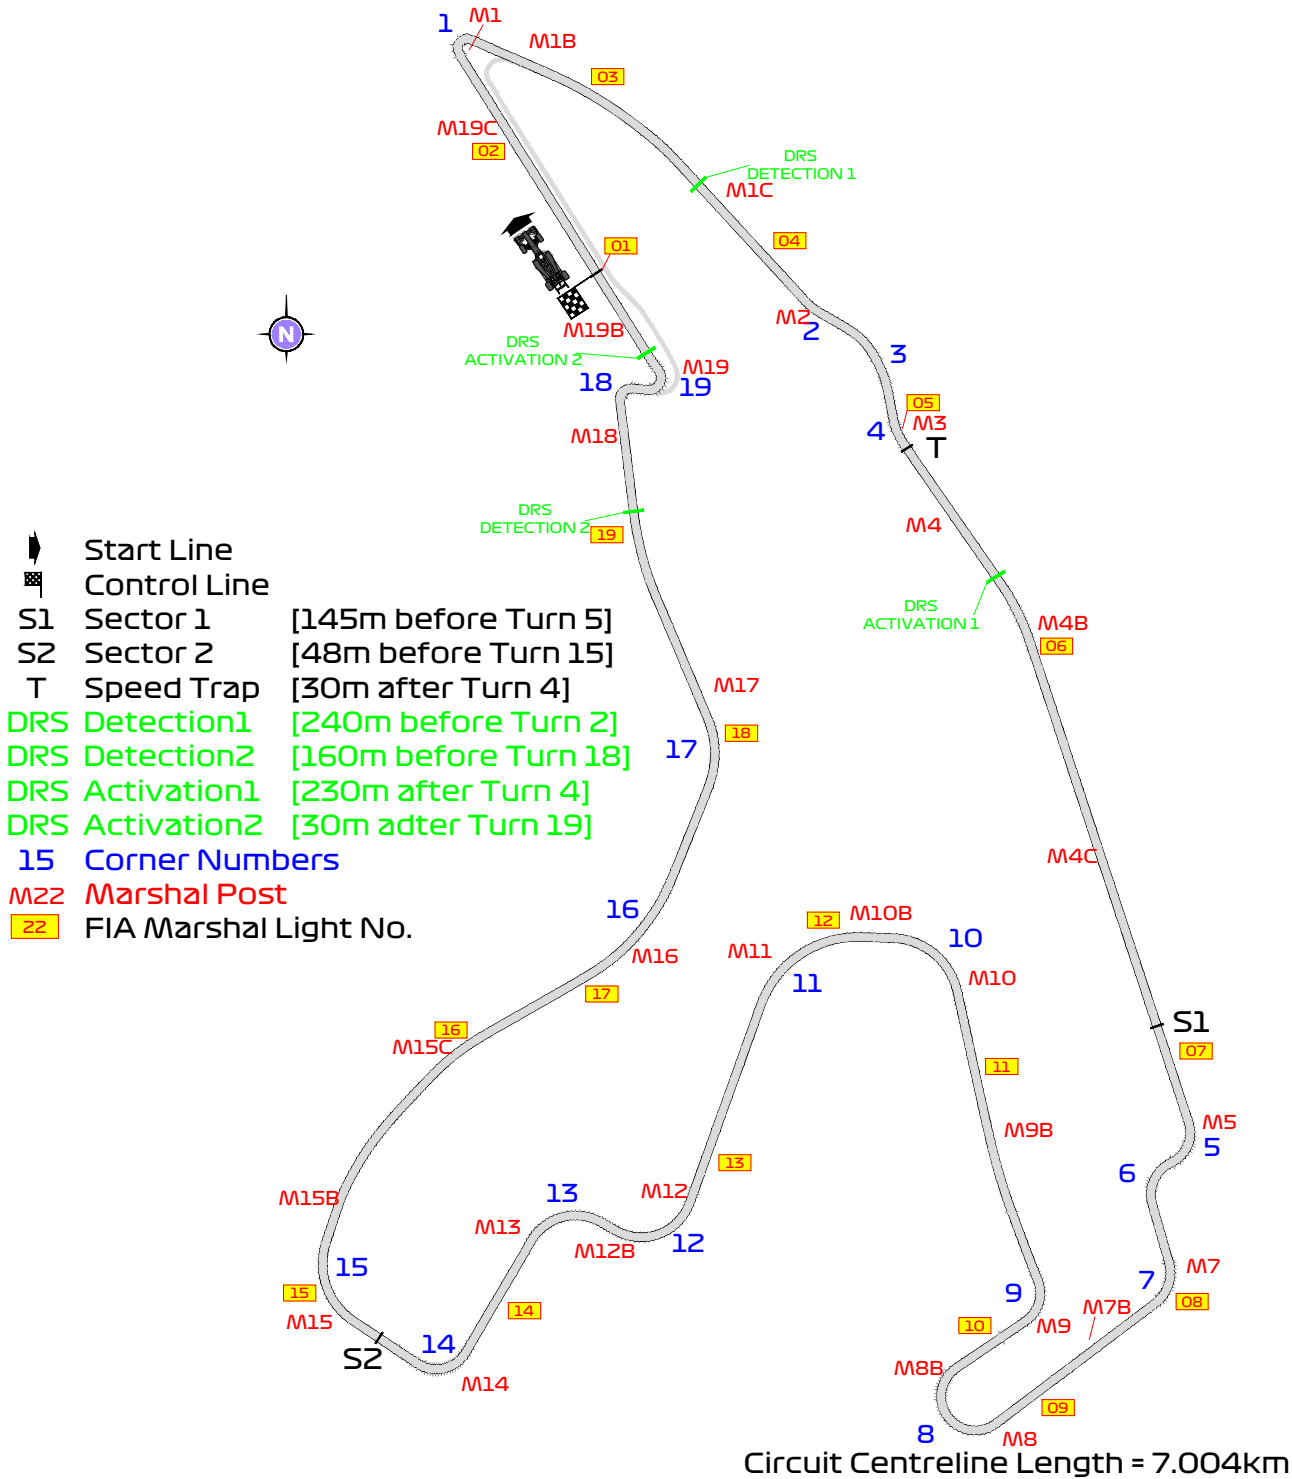 1
M1
M1B
03
M19C
02
DRS
DETECTION 1
M1C
04
01
M2
2
M19B
N
DRS
ACTIVATION 2
3
M19
18
19
05
M3
4
T
M18
DRS
DETECTION 2
19
M4
DRS
ACTIVATION 1
M4B
06
Start Line
Control Line
S1 Sector 1 [145m before Turn 5]
S2 Sector 2 [48m before Turn 15]
T Speed Trap [30m after Turn 4]
DRS Detection1 [240m before Turn 2]
DRS Detection2 [160m before Turn 18]
DRS Activation1 [230m after Turn 4]
DRS Activation2 [30m adter Turn 19]
15 Corner Numbers
M22 Marshal Post
22 FIA Marshal Light No.
M17
18
17
M4C
16
12
M10B
M11
10
M16
M10
11
17
S1
16
M15C
07
11
M5
M9B
5
13
6
M12
M15B
13
M13
12
M12B
15
M7
7
15
9
08
M7B
14
M15
10
M9
14
S2
M8B
M14
09
8
M8
Circuit Centreline Length = 7.004km